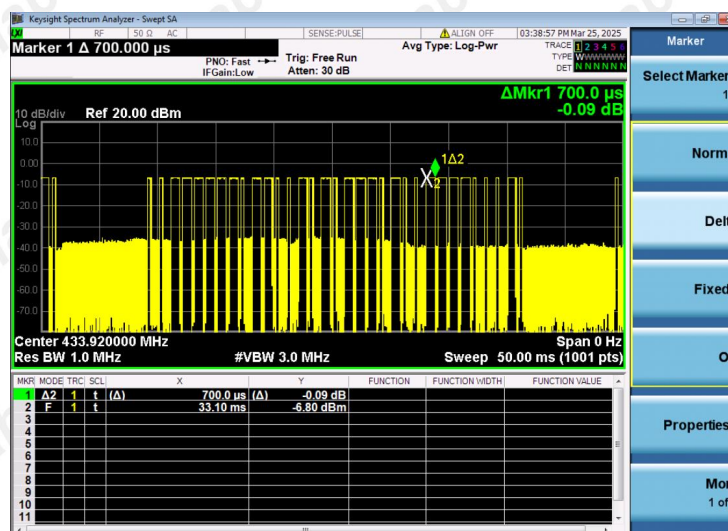 Keysight Spectrum Analyzer - Swept SA
RF 50 Ω AC SENSE:PULSE ALIGN OFF 03:38:57 PM Mar 25, 2025
Marker 1 Δ 700.000 µs
PNO: Fast
IFGain:Low
Trig: Free Run
Atten: 30 dB
Avg Type: Log-Pwr
TRACE 1 2 3 4 5 6
TYPE WWWWWW
DET N N N N N N
ΔMkr1 700.0 µs
-0.09 dB
10 dB/div Ref 20.00 dBm
Log
10.0
0.00
-10.0
-20.0
-30.0
-40.0
-50.0
-60.0
-70.0
1Δ2
2
Center 433.920000 MHz
Span 0 Hz
Res BW 1.0 MHz #VBW 3.0 MHz Sweep 50.00 ms (1001 pts)
MKR MODE TRC SCL X Y FUNCTION FUNCTION WIDTH FUNCTION VALUE
1 Δ2 1 t (Δ) 700.0 µs (Δ) -0.09 dB
2 F 1 t 33.10 ms -6.80 dBm
3
4
5
6
7
8
9
10
11
Marker
Select Marker
1
Norm
Delt
Fixed
O
Properties
Mor
1 of